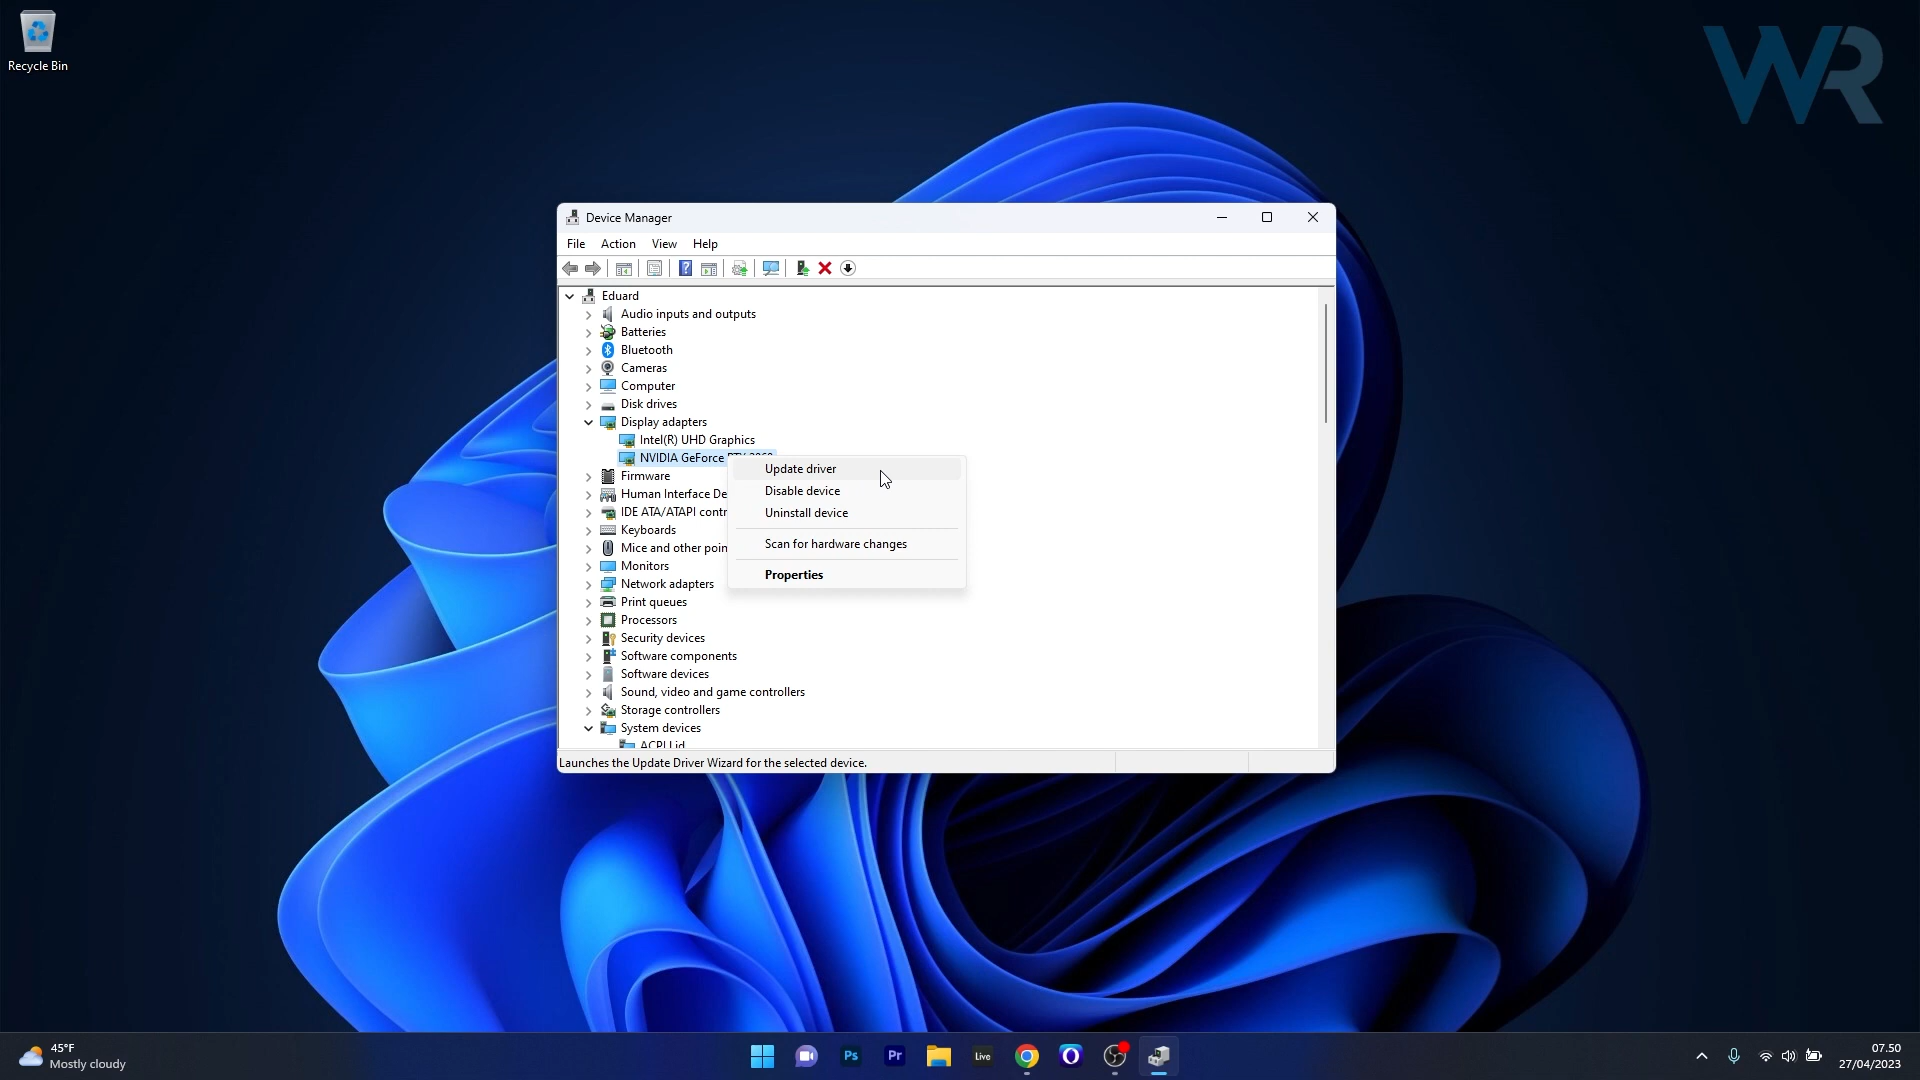 Recycle Bin
WR
Device Manager
File Action View Help
Eduard
Audio inputs and outputs
Batteries
Bluetooth
Cameras
Computer
Disk drives
Display adapters
Intel(R) UHD Graphics
NVIDIA GeForce
Firmware
Human Interface De
IDE ATA/ATAPI contr
Keyboards
Mice and other poin
Monitors
Network adapters
Print queues
Processors
Security devices
Software components
Software devices
Sound, video and game controllers
Storage controllers
System devices
ACPI Lid
Update driver
Disable device
Uninstall device
Scan for hardware changes
Properties
Launches the Update Driver Wizard for the selected device.
45°F
Mostly cloudy
Ps
Pr
Live
07.50
27/04/2023